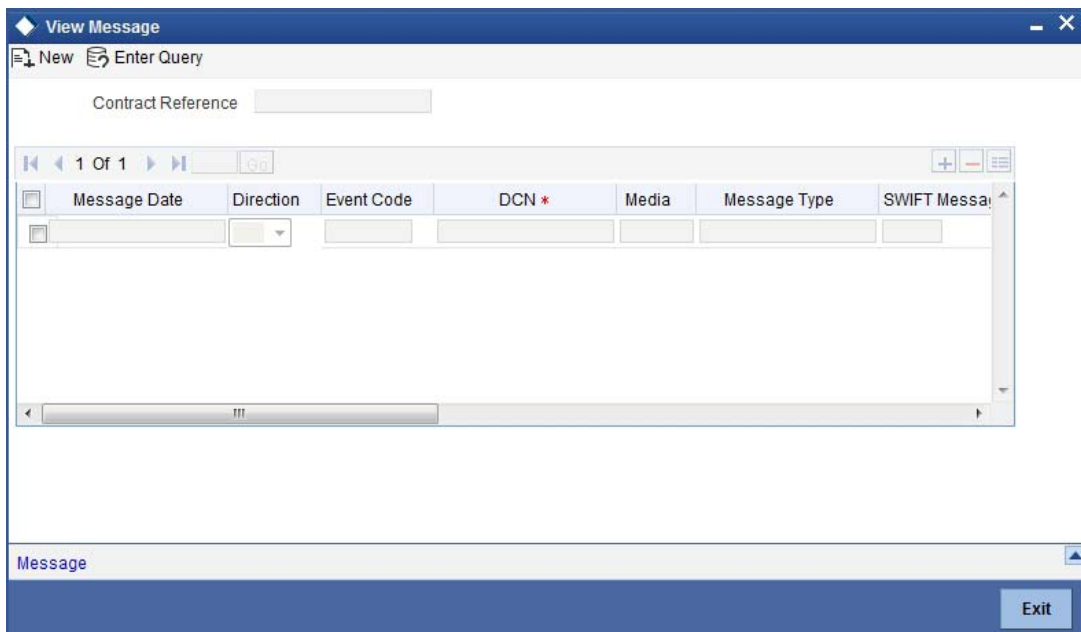 View Message
New Enter Query
Contract Reference
1 Of 1 Go
Message Date Direction Event Code DCN * Media Message Type SWIFT Messa
Message
Exit